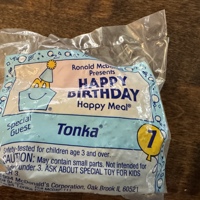 Ronald McDonald
Presents
HAPPY
BIRTHDAY
Happy Meal®
Special
Guest
Tonka®
7
Safety-tested for children age 3 and over.
CAUTION: May contain small parts. Not intended for
under 3. ASK ABOUT SPECIAL TOY FOR KIDS
McDonald's Corporation. Oak Brook IL 60521